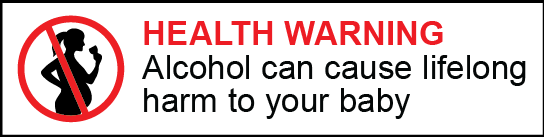 HEALTH WARNING
Alcohol can cause lifelong
harm to your baby